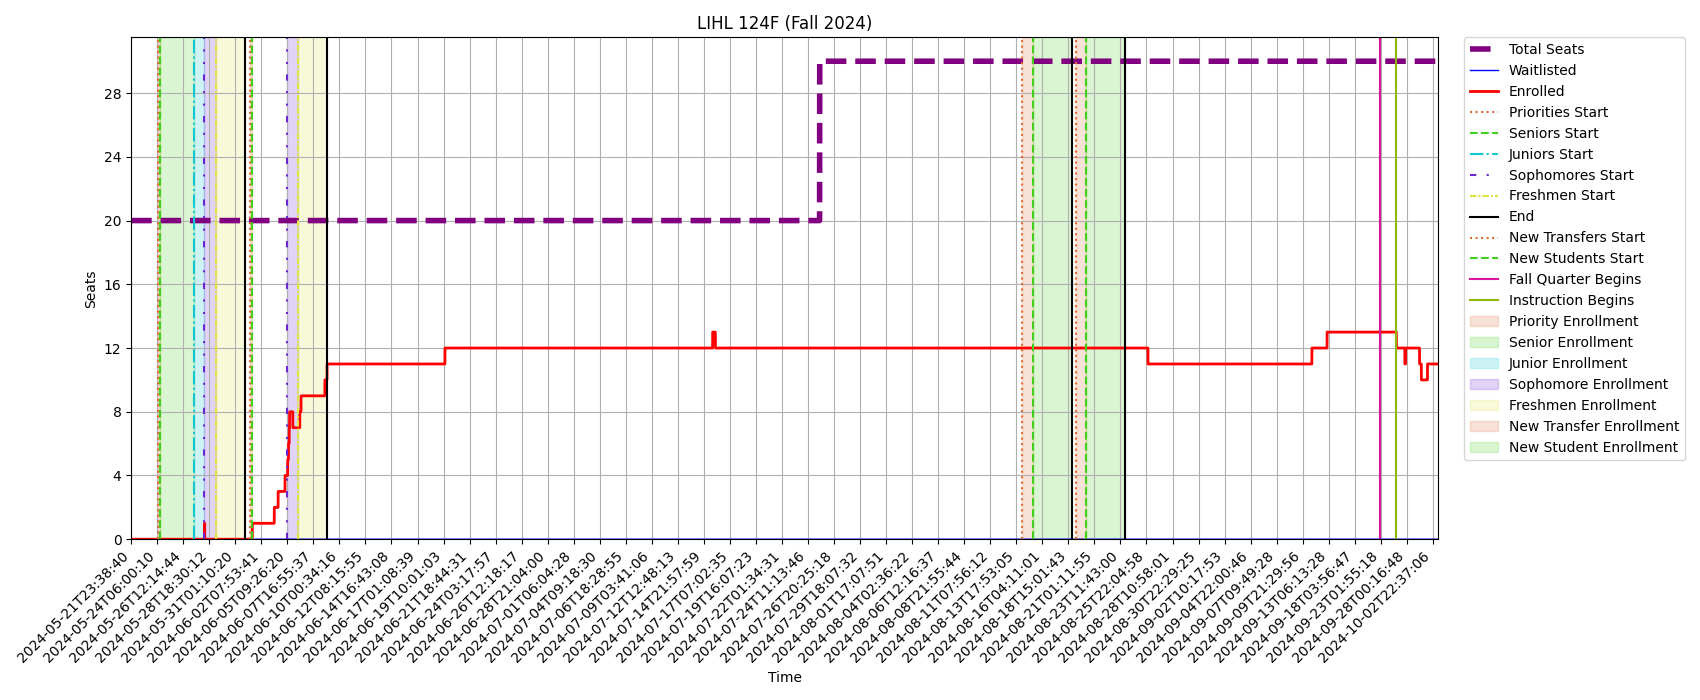 LIHL 124F (Fall 2024)
Seats
28
24
20
16
12
8
4
0
2024-05-21T23:38:40
2024-05-24T06:00:10
2024-05-26T12:14:44
2024-05-28T18:30:12
2024-05-31T01:10:20
2024-06-02T07:53:41
2024-06-05T09:26:20
2024-06-07T16:55:37
2024-06-10T00:34:16
2024-06-12T08:15:55
2024-06-14T16:43:08
2024-06-17T01:08:39
2024-06-19T10:01:03
2024-06-21T18:44:31
2024-06-24T03:17:57
2024-06-26T12:18:17
2024-06-28T21:04:00
2024-07-01T06:04:28
2024-07-04T09:18:30
2024-07-06T18:28:55
2024-07-09T03:41:06
2024-07-12T12:48:13
2024-07-14T21:57:59
2024-07-17T07:02:35
2024-07-19T16:07:23
2024-07-22T01:34:31
2024-07-24T11:13:46
2024-07-26T20:25:18
2024-07-29T18:07:32
2024-08-01T17:07:51
2024-08-04T02:36:22
2024-08-06T12:16:37
2024-08-08T21:55:44
2024-08-11T07:56:12
2024-08-13T17:53:05
2024-08-16T04:11:01
2024-08-18T15:01:43
2024-08-21T01:11:55
2024-08-23T11:43:00
2024-08-25T22:04:58
2024-08-28T10:58:01
2024-08-30T22:29:25
2024-09-02T10:17:53
2024-09-04T22:00:46
2024-09-07T09:49:28
2024-09-09T21:29:56
2024-09-13T06:13:28
2024-09-18T03:56:47
2024-09-23T01:55:18
2024-09-28T00:16:48
2024-10-02T22:37:06
Time
Total Seats
Waitlisted
Enrolled
Priorities Start
Seniors Start
Juniors Start
Sophomores Start
Freshmen Start
End
New Transfers Start
New Students Start
Fall Quarter Begins
Instruction Begins
Priority Enrollment
Senior Enrollment
Junior Enrollment
Sophomore Enrollment
Freshmen Enrollment
New Transfer Enrollment
New Student Enrollment